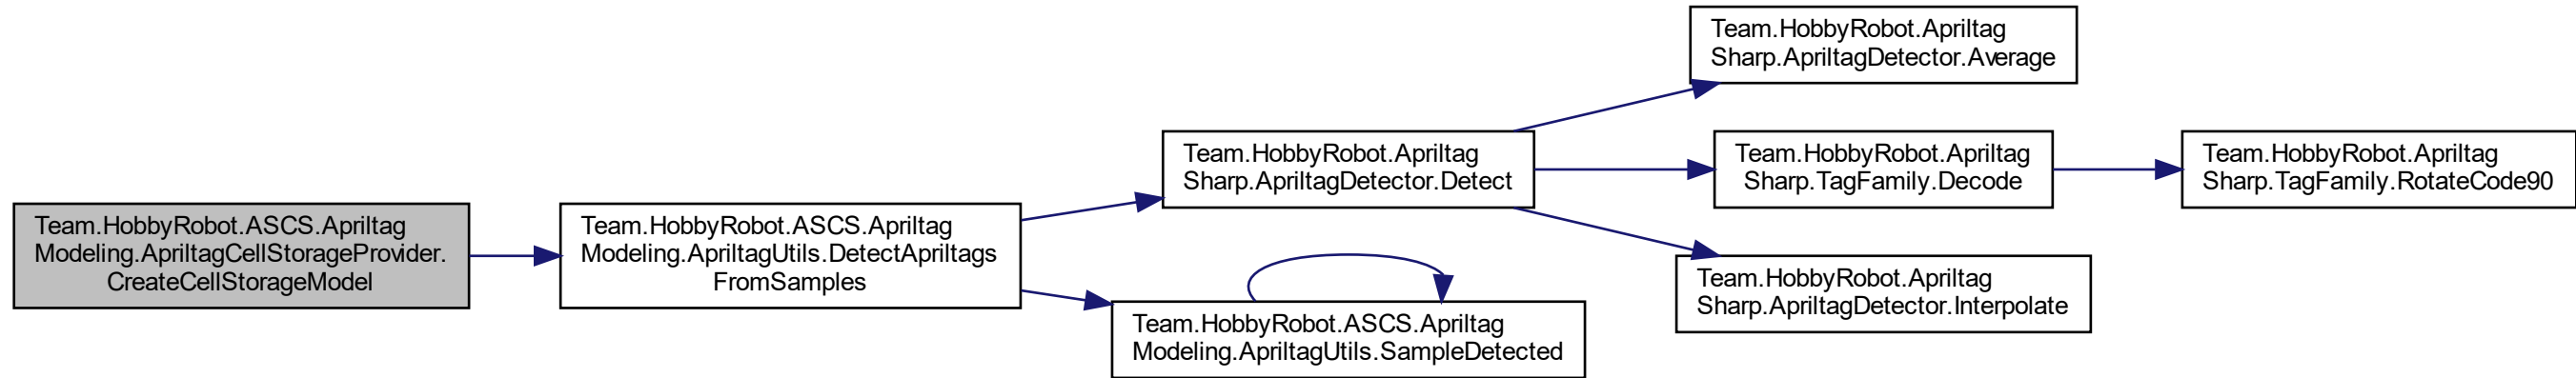 Team.HobbyRobot.ASCS.Apriltag
Modeling.ApriltagCellStorageProvider.
CreateCellStorageModel
Team.HobbyRobot.ASCS.Apriltag
Modeling.ApriltagUtils.DetectApriltags
FromSamples
Team.HobbyRobot.Apriltag
Sharp.ApriltagDetector.Detect
Team.HobbyRobot.Apriltag
Sharp.ApriltagDetector.Average
Team.HobbyRobot.Apriltag
Sharp.TagFamily.Decode
Team.HobbyRobot.Apriltag
Sharp.TagFamily.RotateCode90
Team.HobbyRobot.Apriltag
Sharp.ApriltagDetector.Interpolate
Team.HobbyRobot.ASCS.Apriltag
Modeling.ApriltagUtils.SampleDetected